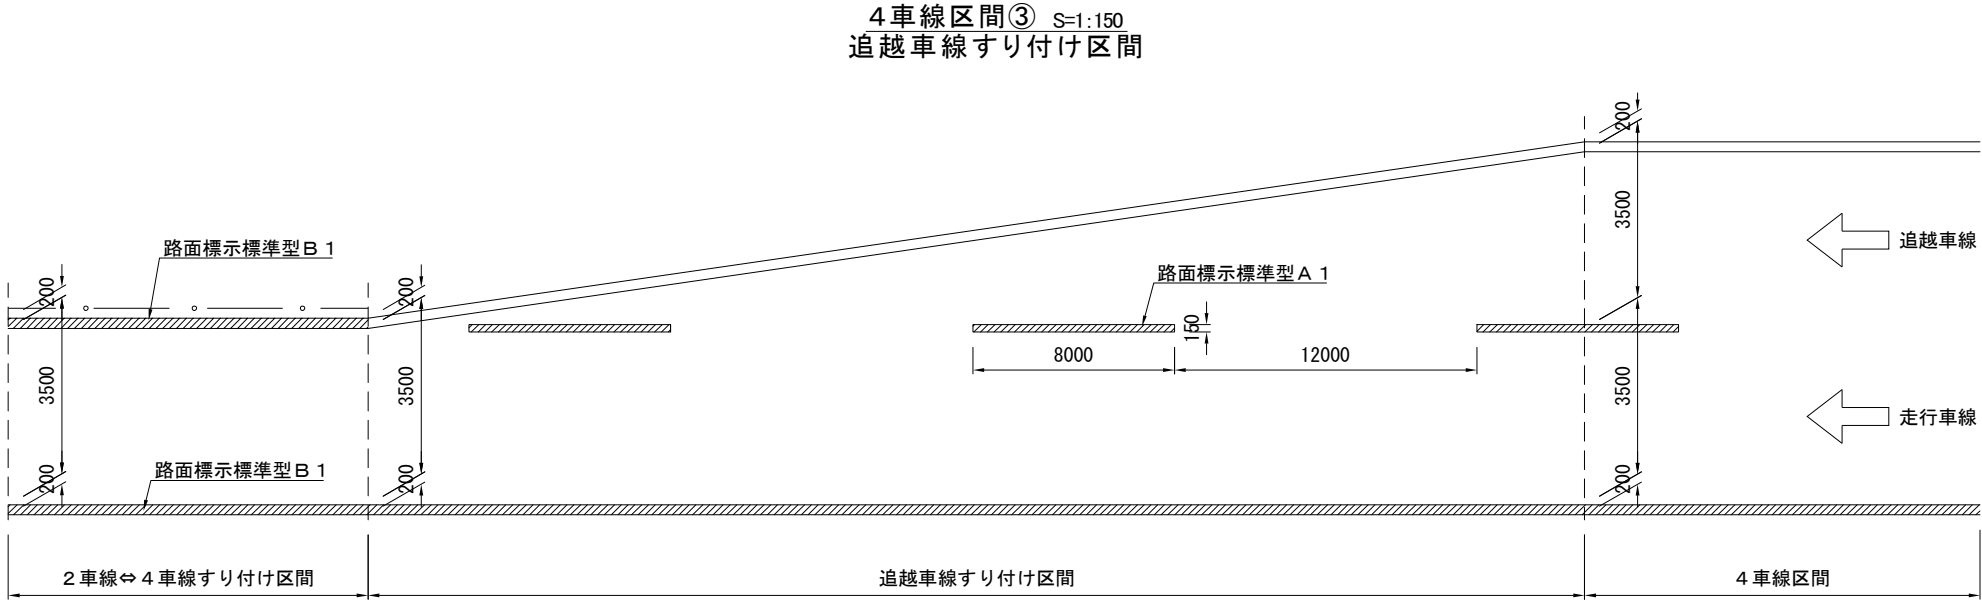 4車線区間③ S=1:150
追越車線すり付け区間
200
3500
追越車線
路面標示標準型B1
路面標示標準型A1
200
200
150
8000
12000
3500
3500
3500
走行車線
路面標示標準型B1
200
200
200
2車線⇔4車線すり付け区間
追越車線すり付け区間
4車線区間